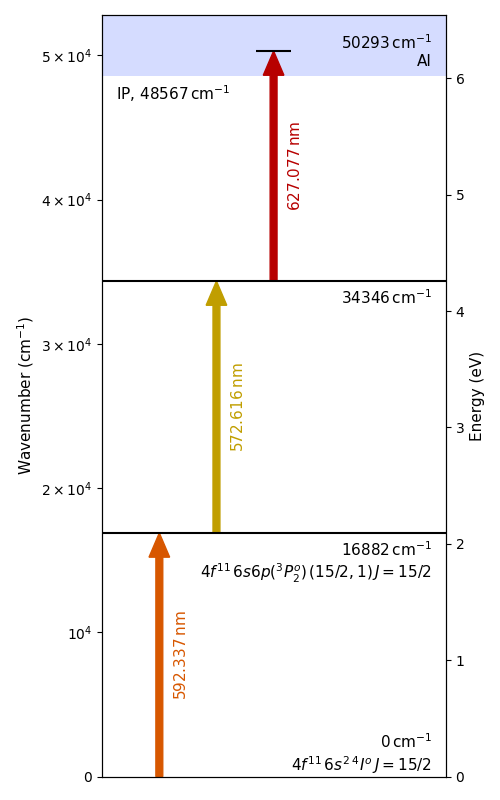 50293 cm⁻¹
AI
IP, 48567 cm⁻¹
627.077 nm
34346 cm⁻¹
572.616 nm
16882 cm⁻¹
4f¹¹6s6p(³P₂ᵒ)(15/2, 1) J = 15/2
592.337 nm
0 cm⁻¹
4f¹¹6s² ⁴Iᵒ J = 15/2
Wavenumber (cm⁻¹)
5 × 10⁴
4 × 10⁴
3 × 10⁴
2 × 10⁴
10⁴
0
Energy (eV)
6
5
4
3
2
1
0